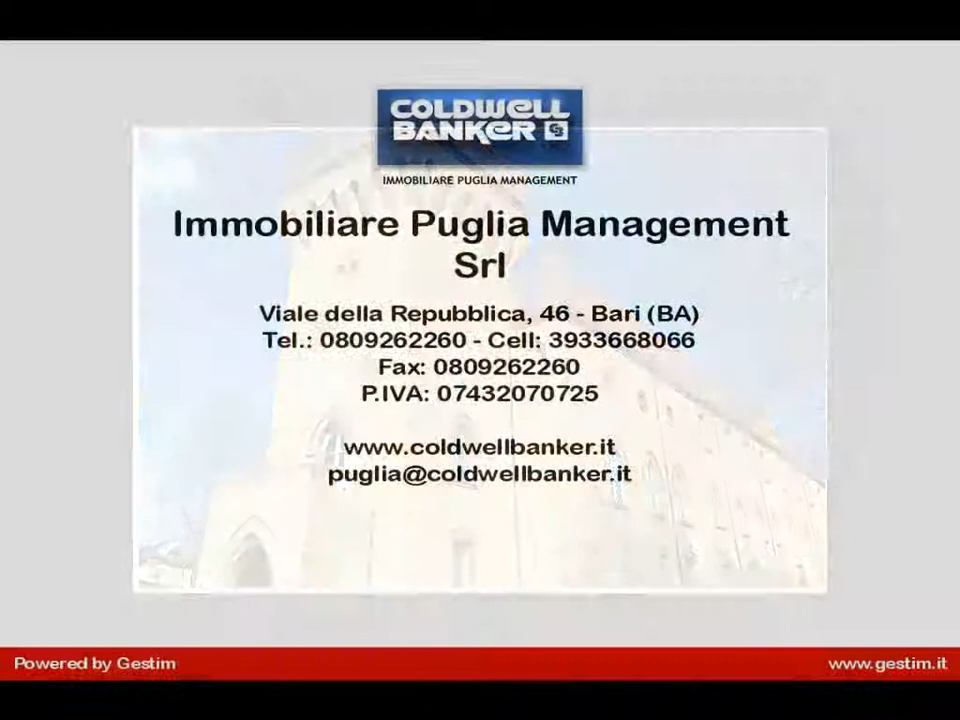 COLDWELL
BANKER CB
IMMOBILIARE PUGLIA MANAGEMENT
Immobiliare Puglia Management
Srl
Viale della Repubblica, 46 - Bari (BA)
Tel.: 0809262260 - Cell: 3933668066
Fax: 0809262260
P.IVA: 07432070725
www.coldwellbanker.it
puglia@coldwellbanker.it
Powered by Gestim
www.gestim.it